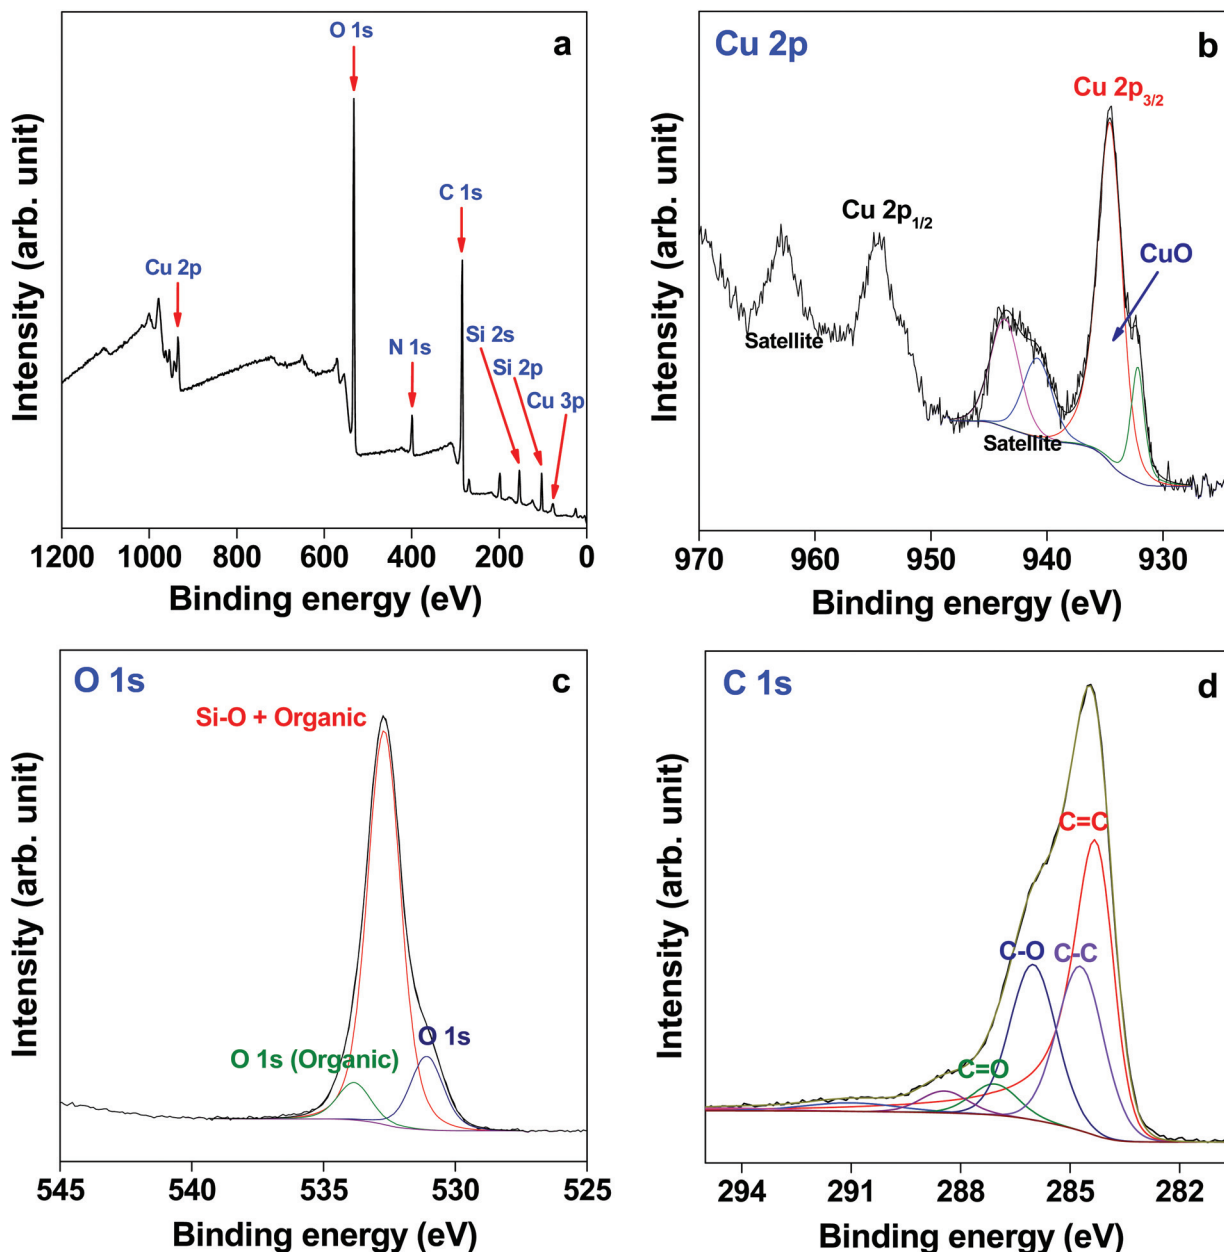 a
O 1s
C 1s
Cu 2p
N 1s
Si 2s
Si 2p
Cu 3p
Intensity (arb. unit)
1200 1000 800 600 400 200 0
Binding energy (eV)
Cu 2p
b
Cu 2p3/2
Cu 2p1/2
CuO
Satellite
Satellite
Intensity (arb. unit)
970 960 950 940 930
Binding energy (eV)
O 1s
c
Si-O + Organic
O 1s
O 1s (Organic)
Intensity (arb. unit)
545 540 535 530 525
Binding energy (eV)
C 1s
d
C=C
C-O
C-C
C=O
Intensity (arb. unit)
294 291 288 285 282
Binding energy (eV)